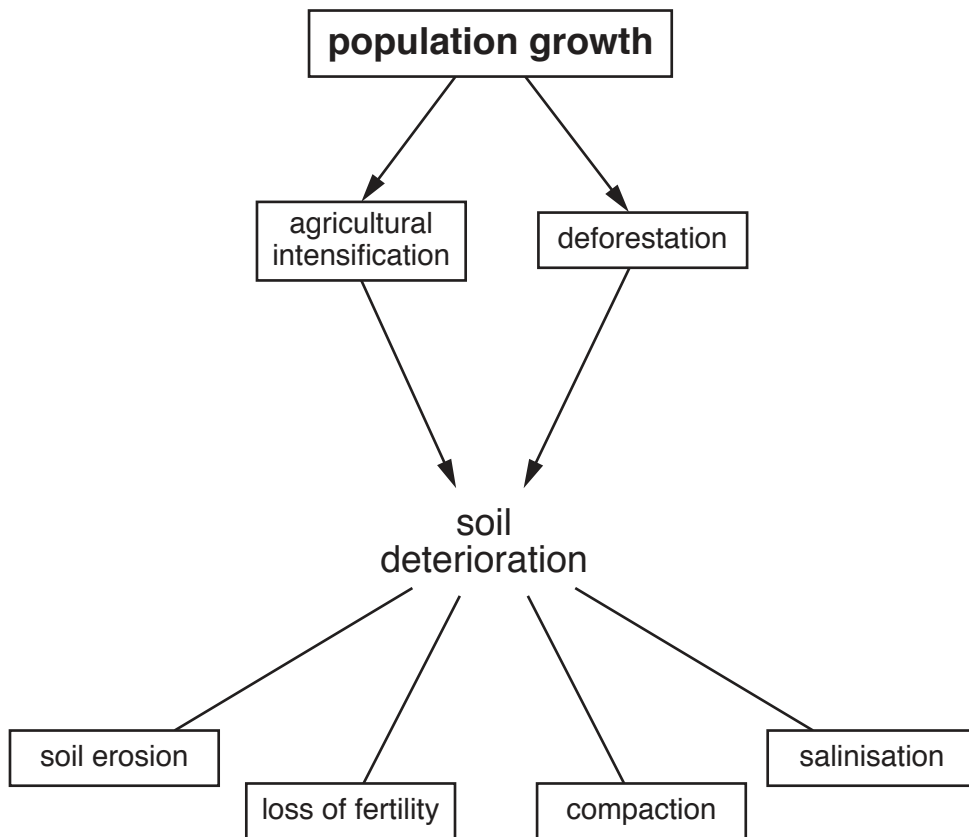 population growth
agricultural
intensification
deforestation
soil
deterioration
soil erosion
salinisation
loss of fertility
compaction